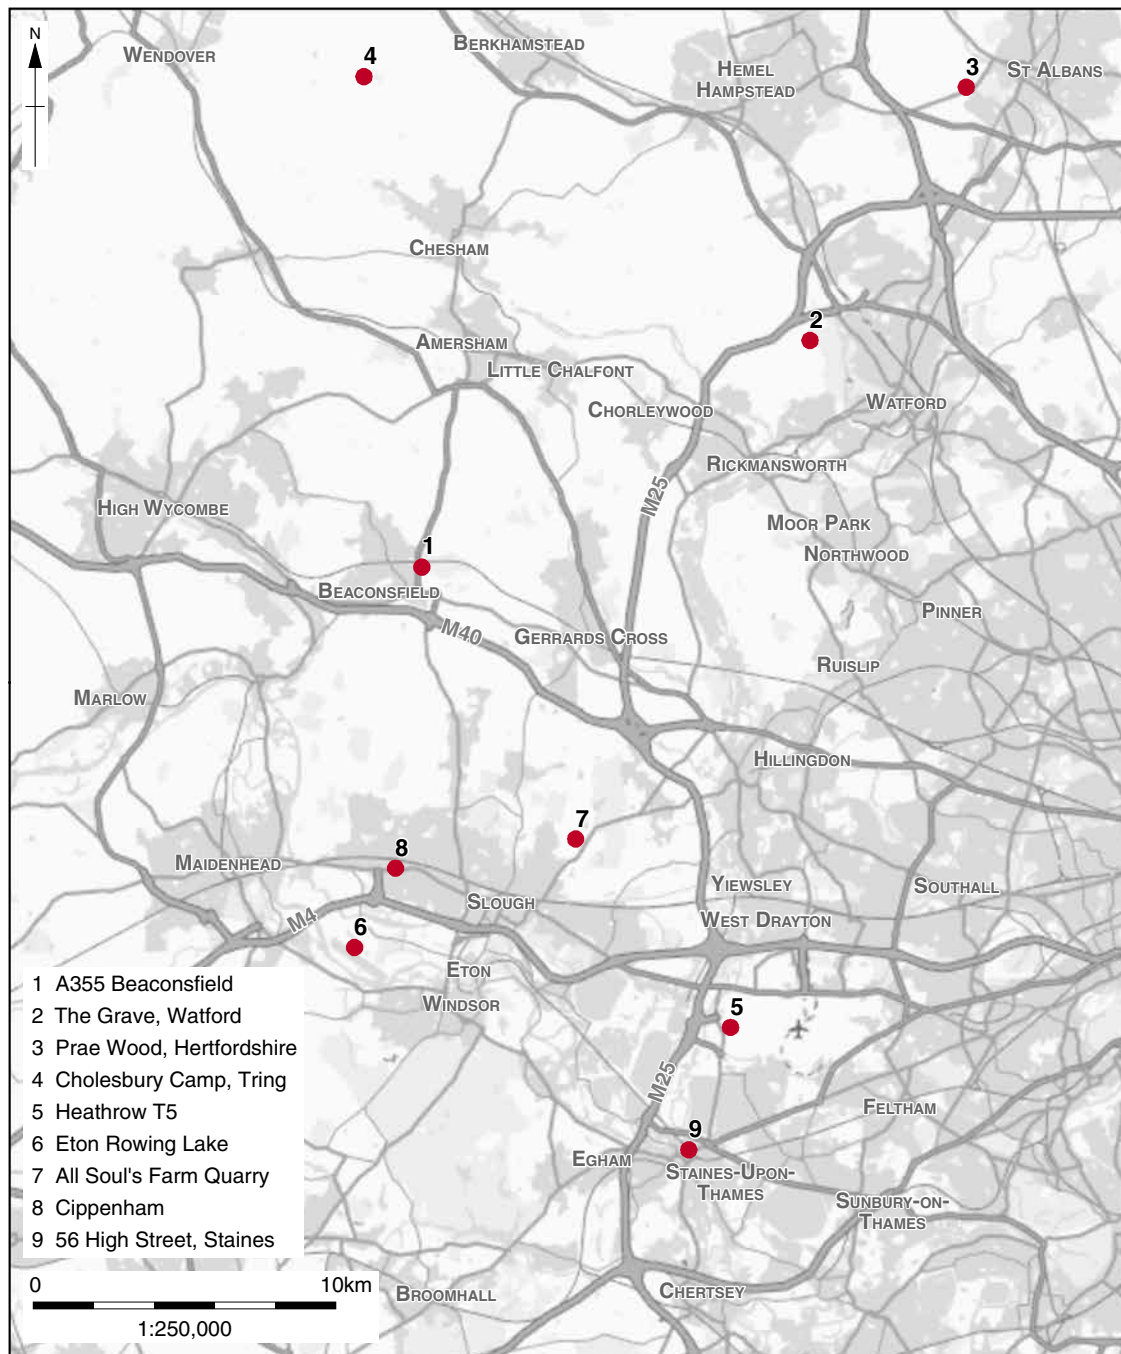 N
WENDOVER
BERKHAMSTEAD
4
HEMEL
HAMPSTEAD
3
ST ALBANS
CHESHAM
2
AMERSHAM
LITTLE CHALFONT
CHORLEYWOOD
WATFORD
RICKMANSWORTH
M25
HIGH WYCOMBE
MOOR PARK
NORTHWOOD
1
BEACONSFIELD
PINNER
M40
GERRARDS CROSS
RUISLIP
MARLOW
HILLINGDON
7
8
MAIDENHEAD
YIEWSLEY
SOUTHALL
SLOUGH
M4
WEST DRAYTON
6
ETON
WINDSOR
5
M25
FELTHAM
9
EGHAM
STAINES-UPON-
THAMES
SUNBURY-ON-
THAMES
BROOMHALL
CHERTSEY
1 A355 Beaconsfield
2 The Grave, Watford
3 Prae Wood, Hertfordshire
4 Cholesbury Camp, Tring
5 Heathrow T5
6 Eton Rowing Lake
7 All Soul's Farm Quarry
8 Cippenham
9 56 High Street, Staines
0 10km
1:250,000